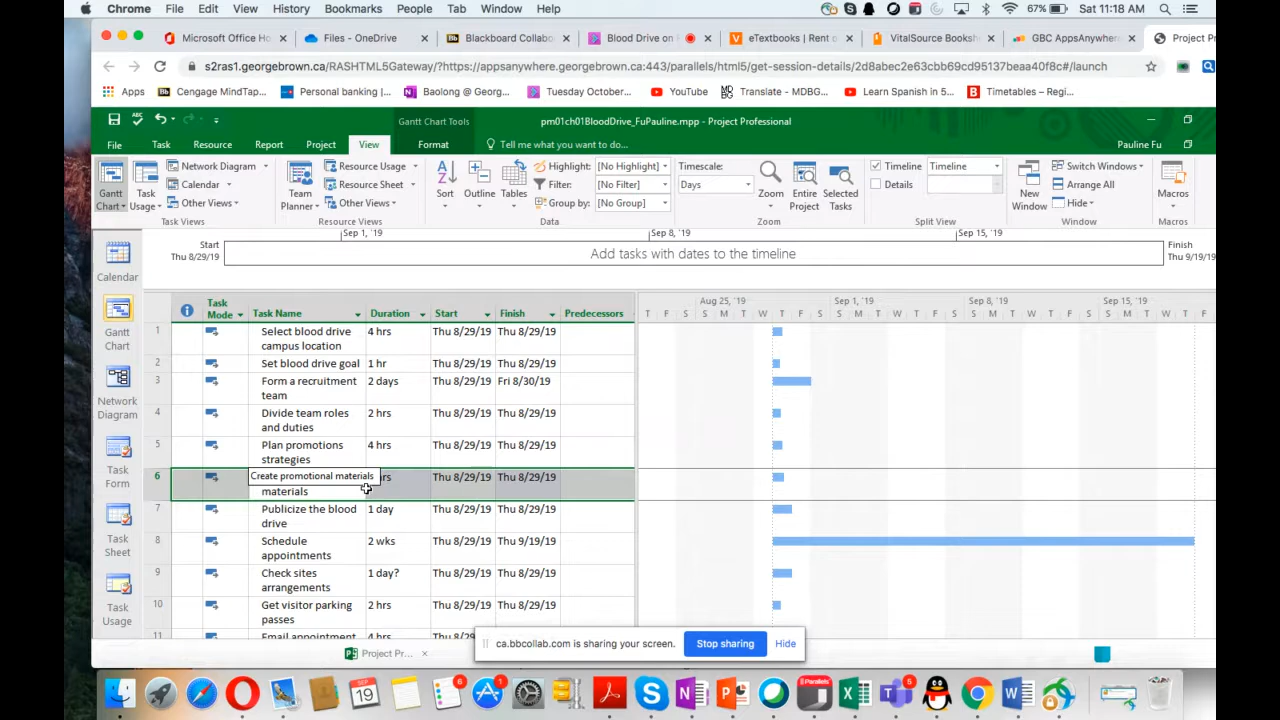 Chrome File Edit View History Bookmarks People Tab Window Help 67% Sat 11:18 AM
Microsoft Office Ho Files - OneDrive Blackboard Collabo Blood Drive on eTextbooks | Rent o VitalSource Booksh GBC AppsAnywhere Project Pr
s2ras1.georgebrown.ca/RASHTML5Gateway/?https://appsanywhere.georgebrown.ca:443/parallels/html5/get-session-details/2d8abec2e63cbb69cd95137beaa40f8c#/launch
Apps Cengage MindTap... Personal banking |... Baolong @ Georg... Tuesday October... YouTube Translate - MDBG... Learn Spanish in 5... Timetables – Regi...
Gantt Chart Tools pm01ch01BloodDrive_FuPauline.mpp - Project Professional
File Task Resource Report Project View Format Tell me what you want to do... Pauline Fu
Network Diagram Resource Usage Highlight: [No Highlight] Timescale: Timeline Timeline Switch Windows
Gantt Chart Task Usage Calendar Team Planner Resource Sheet Sort Outline Tables Filter: [No Filter] Days Zoom Entire Project Selected Tasks Details New Window Arrange All Macros
Other Views Other Views Group by: [No Group] Hide
Task Views Resource Views Data Zoom Split View Window Macros
Sep 1, '19 Sep 8, '19 Sep 15, '19
Start Finish
Thu 8/29/19 Add tasks with dates to the timeline Thu 9/19/19
Calendar
Gantt Chart
Network Diagram
Task Form
Task Sheet
Task Usage
Task Mode Task Name Duration Start Finish Predecessors
Aug 25, '19 Sep 1, '19 Sep 8, '19 Sep 15, '19
T F S S M T W T F S S M T W T F S S M T W T F S S M T W T F
1 Select blood drive campus location 4 hrs Thu 8/29/19 Thu 8/29/19
2 Set blood drive goal 1 hr Thu 8/29/19 Thu 8/29/19
3 Form a recruitment team 2 days Thu 8/29/19 Fri 8/30/19
4 Divide team roles and duties 2 hrs Thu 8/29/19 Thu 8/29/19
5 Plan promotions strategies 4 hrs Thu 8/29/19 Thu 8/29/19
Create promotional materials
6 materials hrs Thu 8/29/19 Thu 8/29/19
7 Publicize the blood drive 1 day Thu 8/29/19 Thu 8/29/19
8 Schedule appointments 2 wks Thu 8/29/19 Thu 9/19/19
9 Check sites arrangements 1 day? Thu 8/29/19 Thu 8/29/19
10 Get visitor parking passes 2 hrs Thu 8/29/19 Thu 8/29/19
11 Email appointment 4 hrs Thu 8/29/19
ca.bbcollab.com is sharing your screen. Stop sharing Hide
Project Pr...
SEP 19
6
1
5